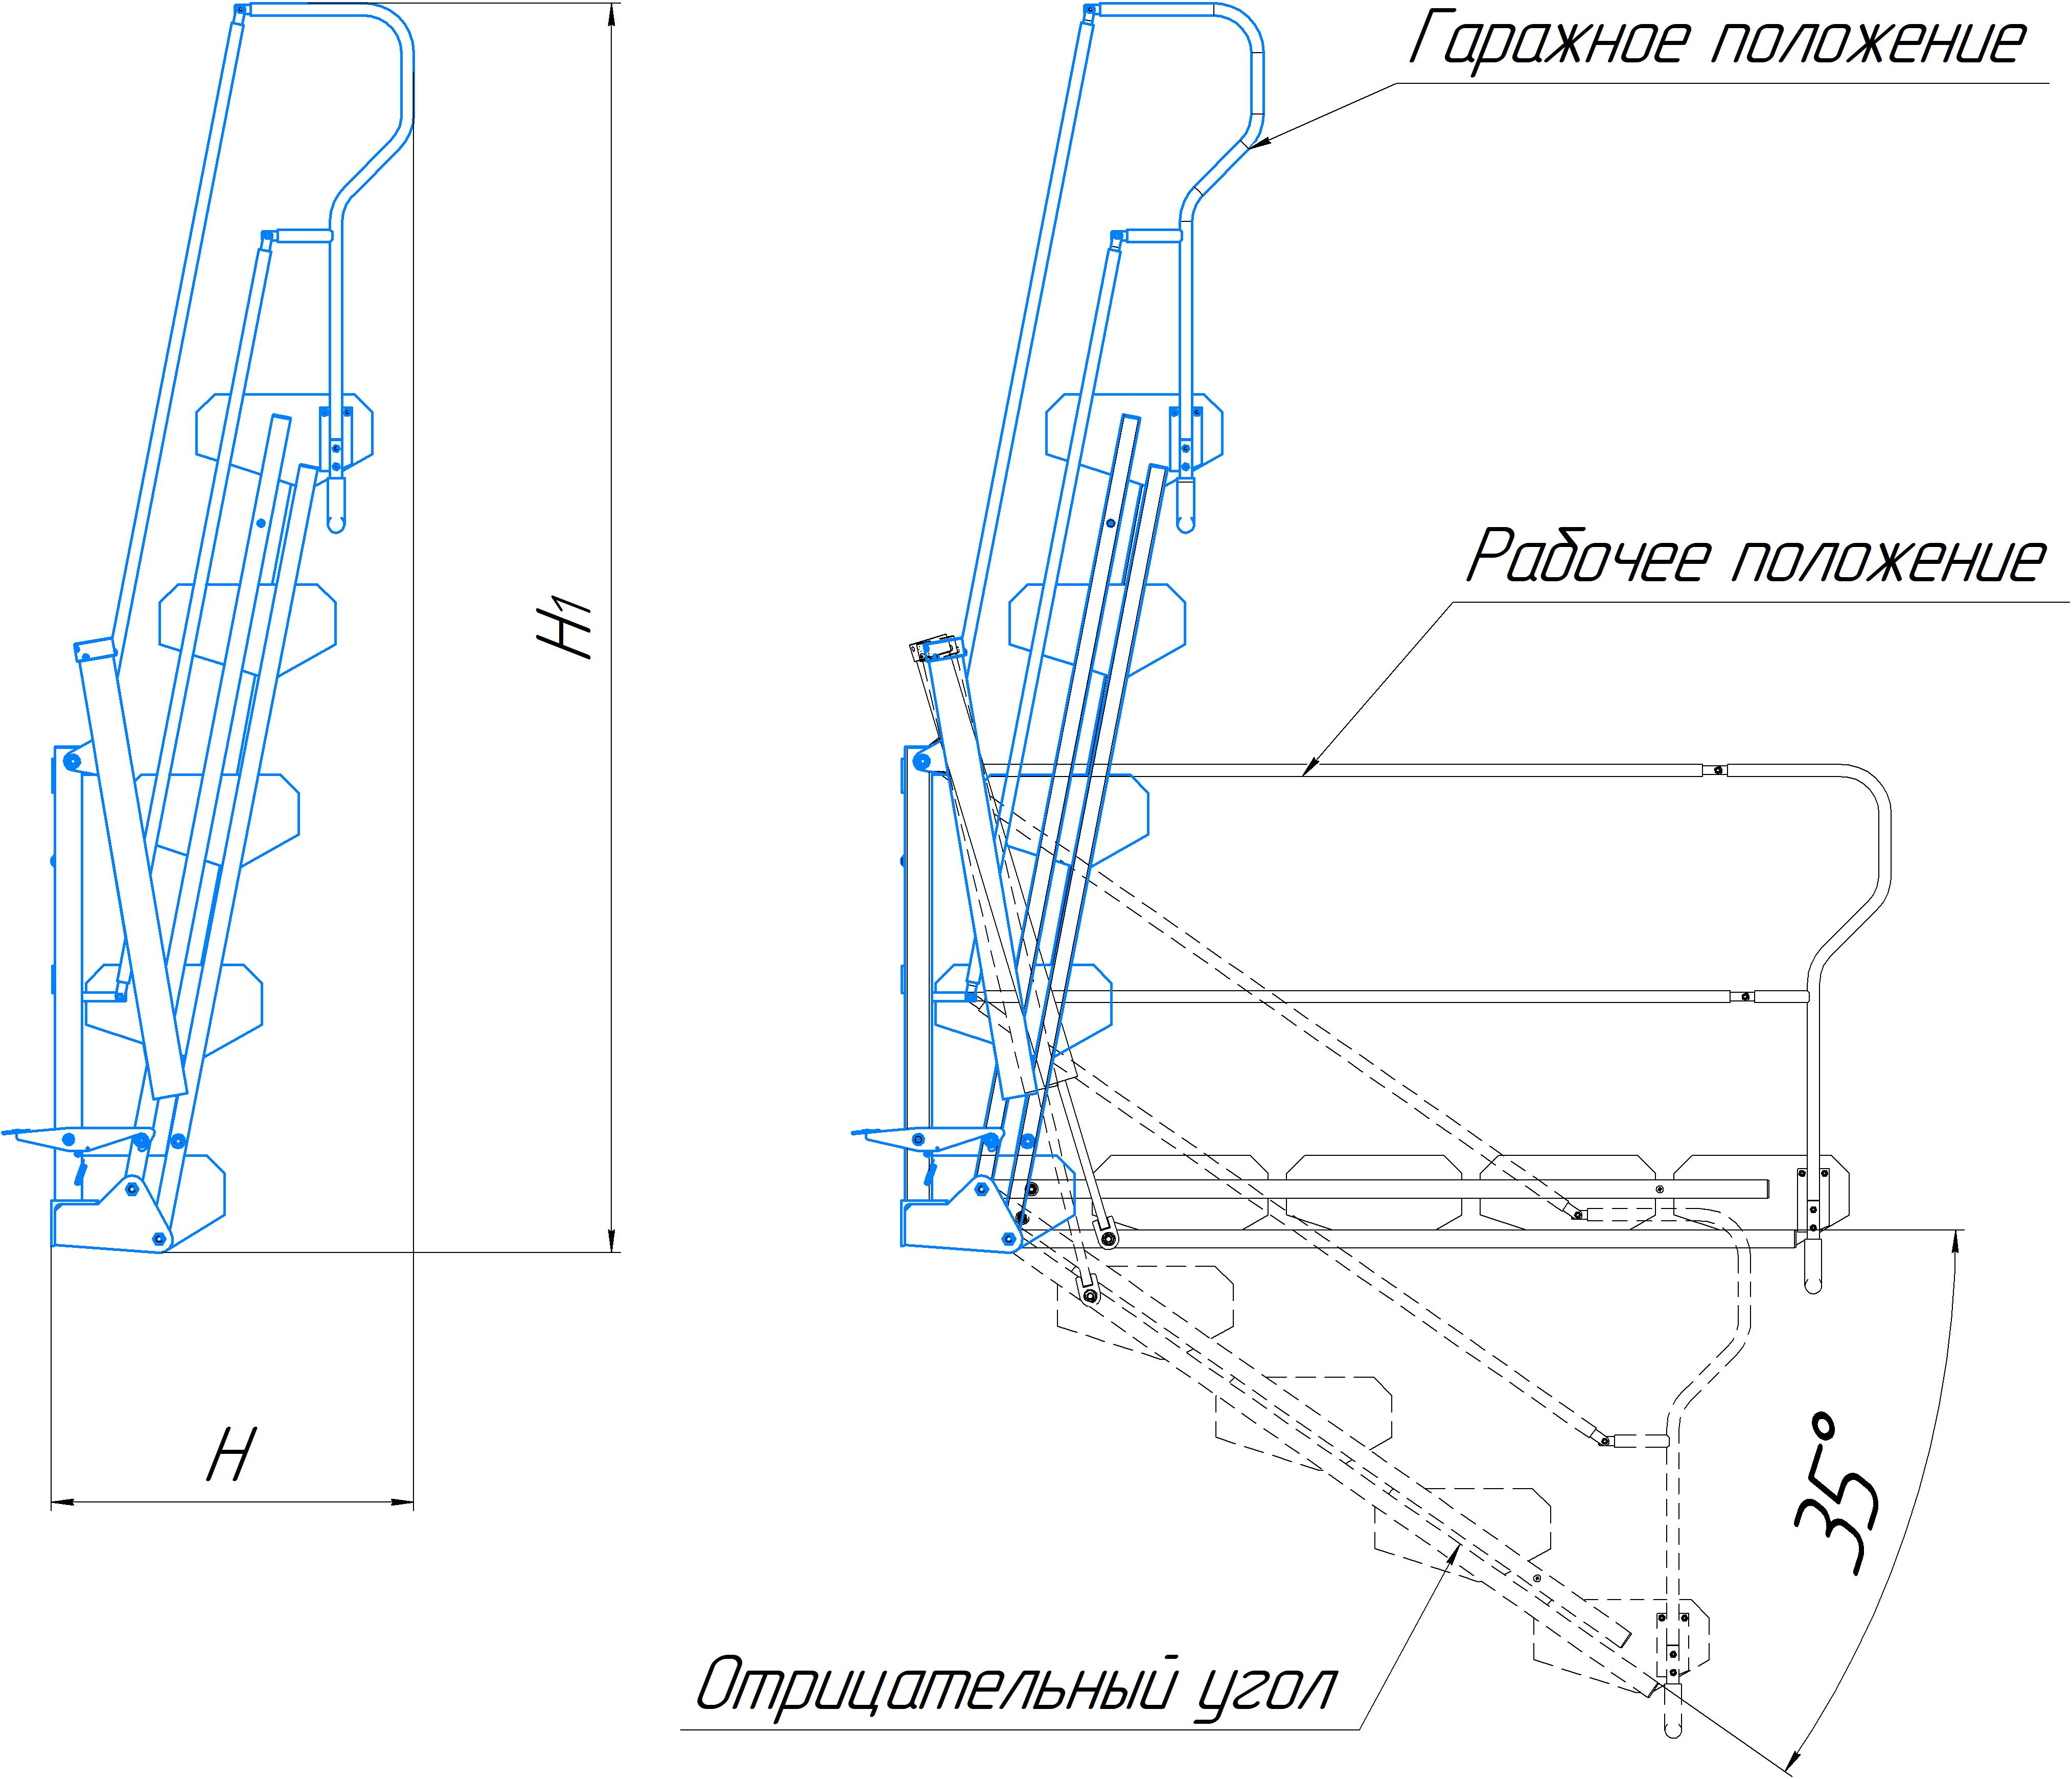 Гаражное положение
Рабочее положение
H1
H
35°
Отрицательный угол